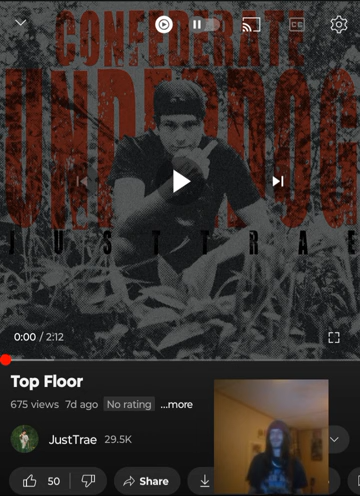 CONFEDERATE
UNDERDOG
JUSTTRAE
0:00 / 2:12
Top Floor
675 views 7d ago No rating ...more
JustTrae 29.5K
50 Share